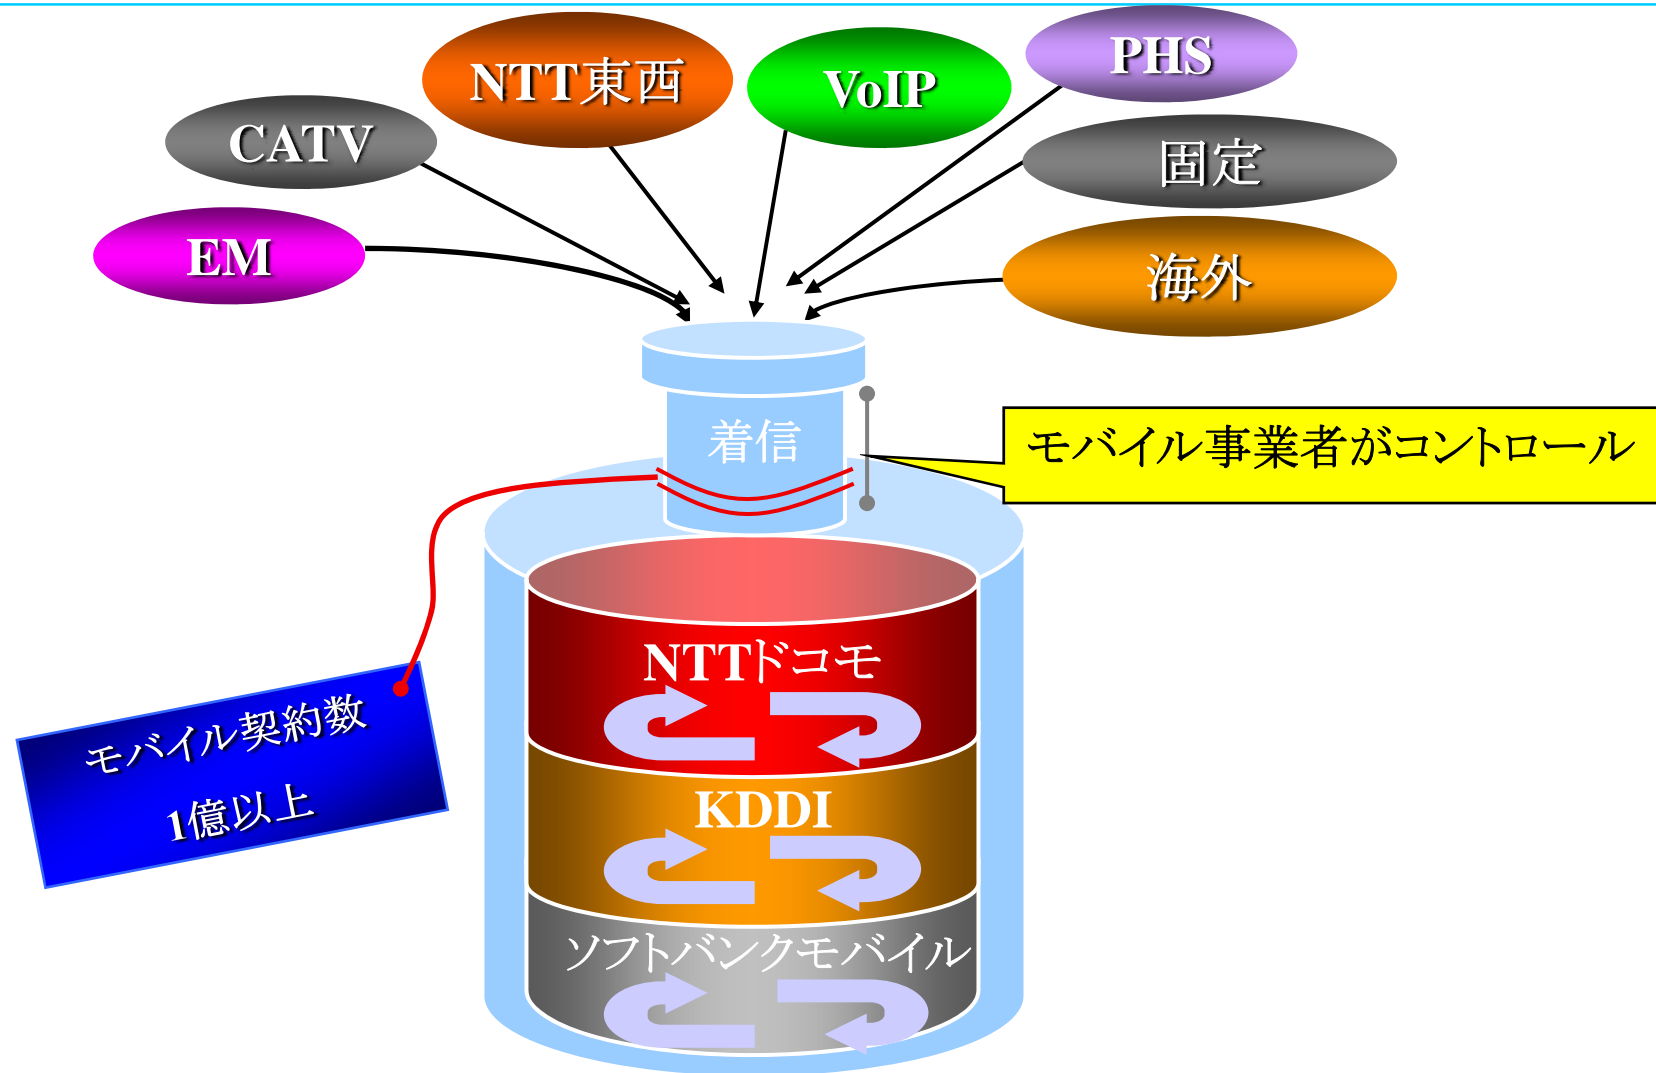 NTT東西
VoIP
PHS
CATV
固定
EM
海外
着信
モバイル事業者がコントロール
NTTドコモ
モバイル契約数
1億以上
KDDI
ソフトバンクモバイル